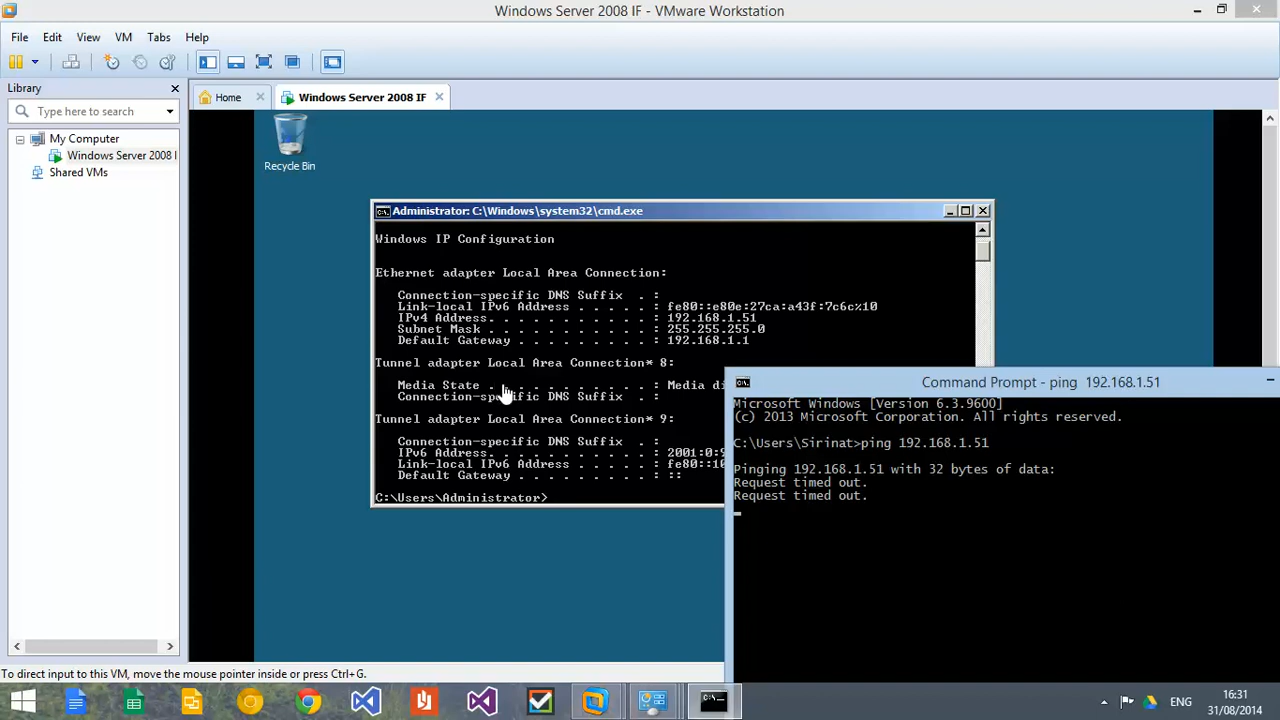 Windows Server 2008 IF - VMware Workstation
File Edit View VM Tabs Help
Library
Type here to search
My Computer
Windows Server 2008 I
Shared VMs
Home
Windows Server 2008 IF
Recycle Bin
Administrator: C:\Windows\system32\cmd.exe
Windows IP Configuration
Ethernet adapter Local Area Connection:
Connection-specific DNS Suffix . :
Link-local IPv6 Address . . . . . : fe80::e80e:27ca:a43f:7c6c%10
IPv4 Address. . . . . . . . . . . : 192.168.1.51
Subnet Mask . . . . . . . . . . . : 255.255.255.0
Default Gateway . . . . . . . . . : 192.168.1.1
Tunnel adapter Local Area Connection* 8:
Media State . . . . . . . . . . . : Media di
Connection-specific DNS Suffix . :
Tunnel adapter Local Area Connection* 9:
Connection-specific DNS Suffix . :
IPv6 Address. . . . . . . . . . . : 2001:0:9
Link-local IPv6 Address . . . . . : fe80::10
Default Gateway . . . . . . . . . : ::
C:\Users\Administrator>
Command Prompt - ping 192.168.1.51
Microsoft Windows [Version 6.3.9600]
(c) 2013 Microsoft Corporation. All rights reserved.
C:\Users\Sirinat>ping 192.168.1.51
Pinging 192.168.1.51 with 32 bytes of data:
Request timed out.
Request timed out.
To direct input to this VM, move the mouse pointer inside or press Ctrl+G.
ENG
16:31
31/08/2014